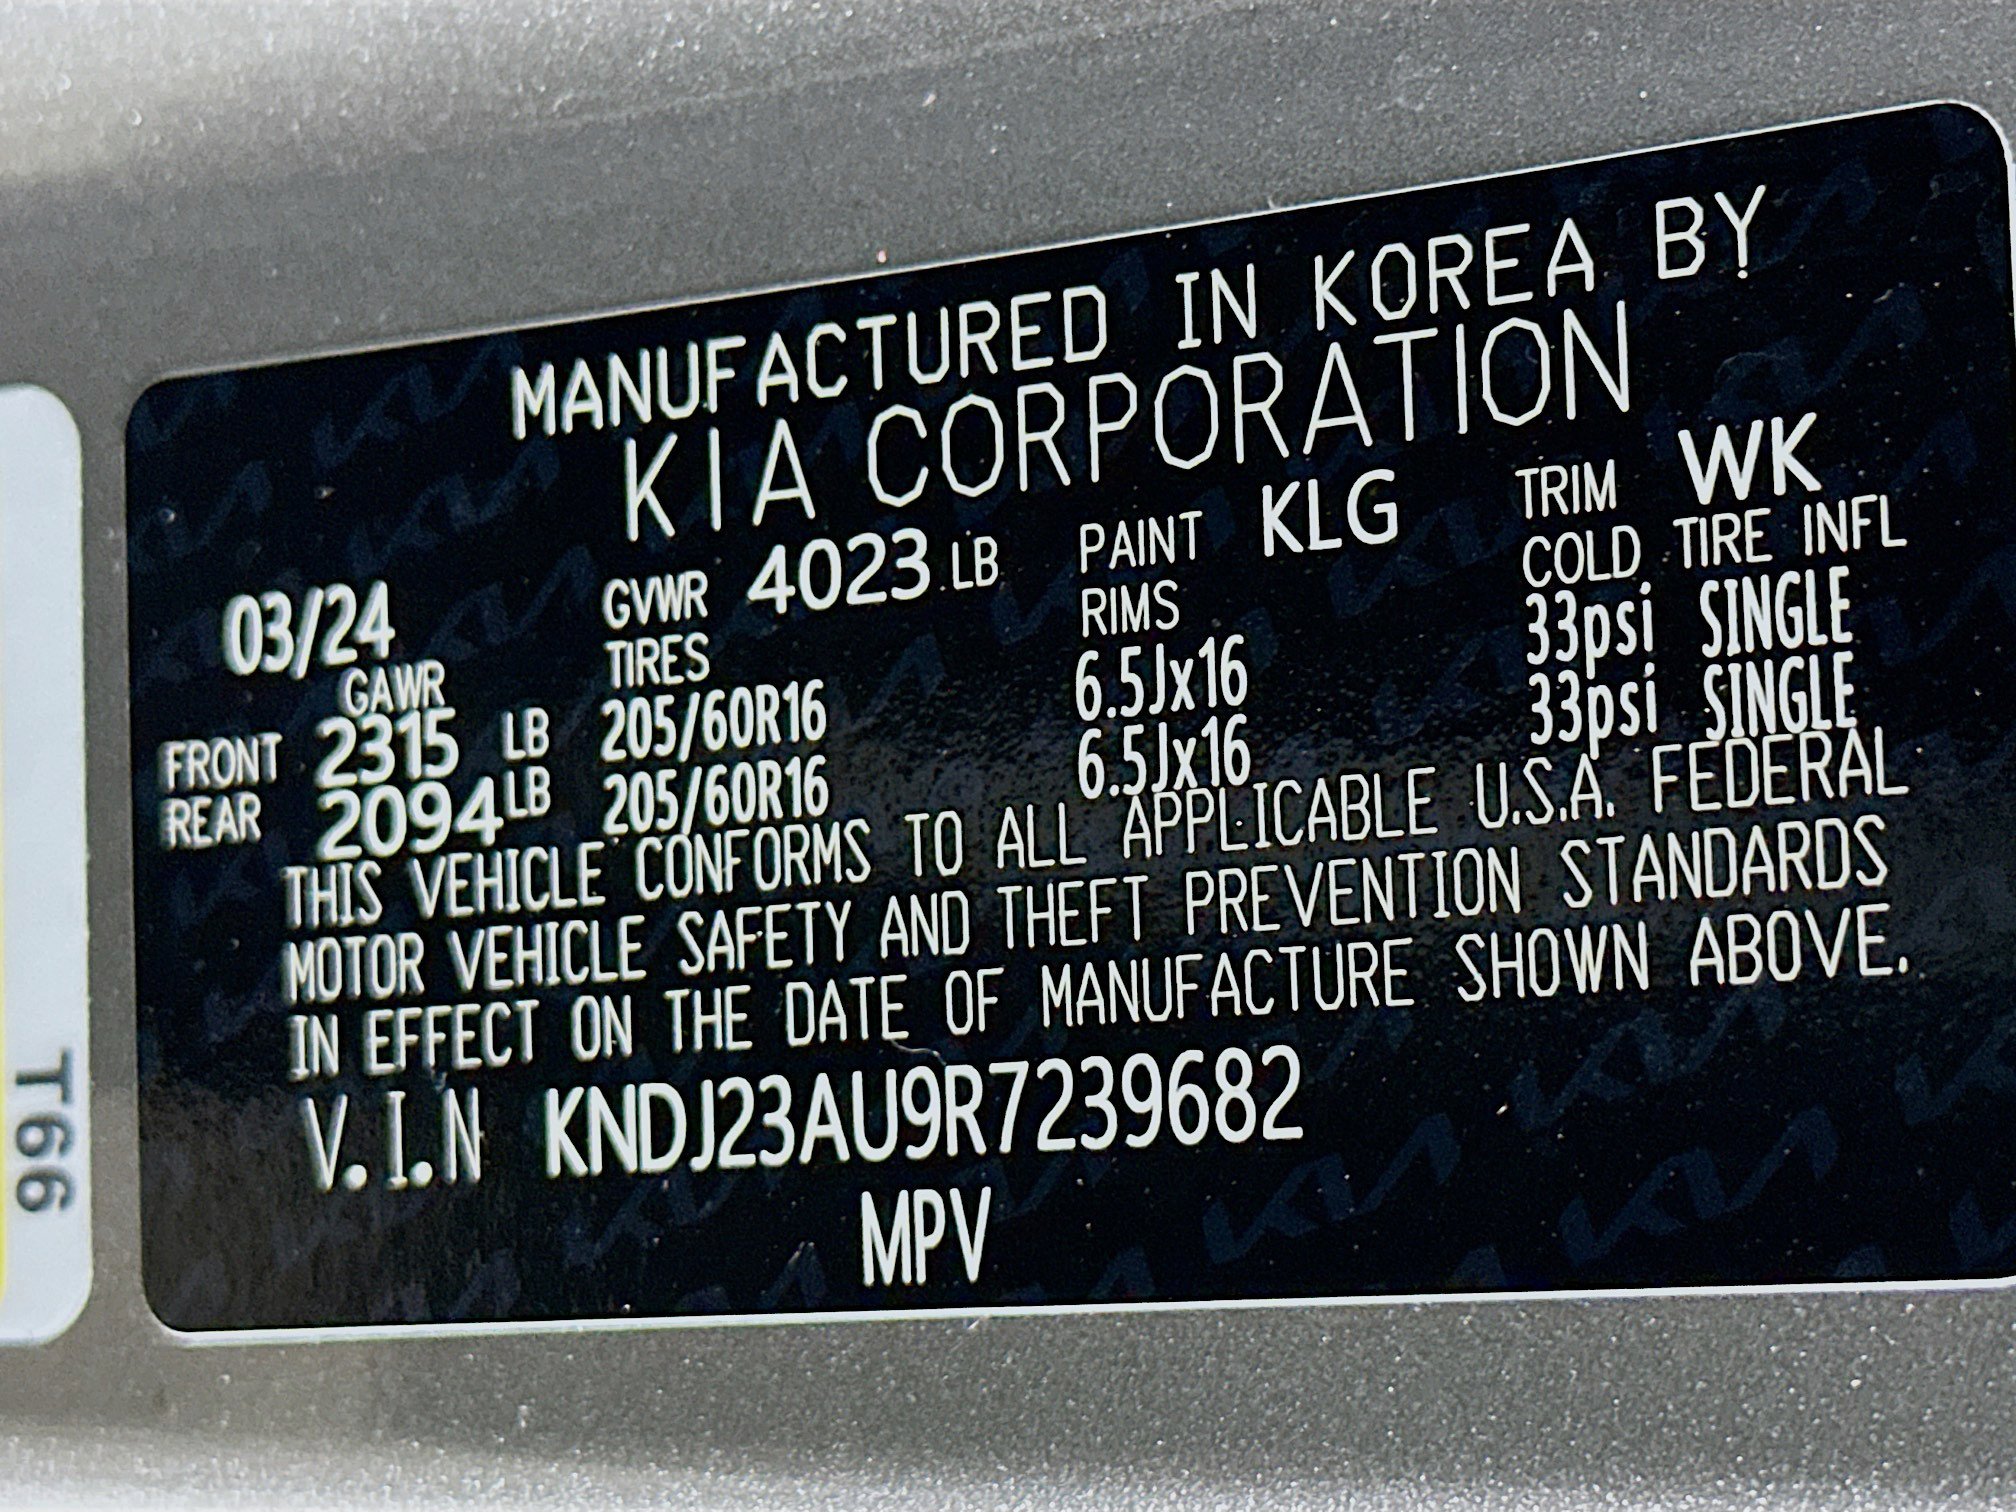 MANUFACTURED IN KOREA BY
KIA CORPORATION
03/24 GVWR 4023 LB PAINT KLG TRIM WK
GAWR TIRES RIMS COLD TIRE INFL
FRONT 2315 LB 205/60R16 6.5Jx16 33psi SINGLE
REAR 2094 LB 205/60R16 6.5Jx16 33psi SINGLE
THIS VEHICLE CONFORMS TO ALL APPLICABLE U.S.A. FEDERAL
MOTOR VEHICLE SAFETY AND THEFT PREVENTION STANDARDS
IN EFFECT ON THE DATE OF MANUFACTURE SHOWN ABOVE.
V.I.N KNDJ23AU9R7239682
MPV
T66